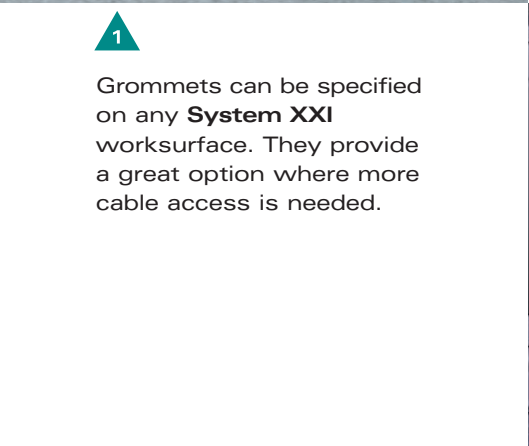 1
Grommets can be specified
on any System XXI
worksurface. They provide
a great option where more
cable access is needed.